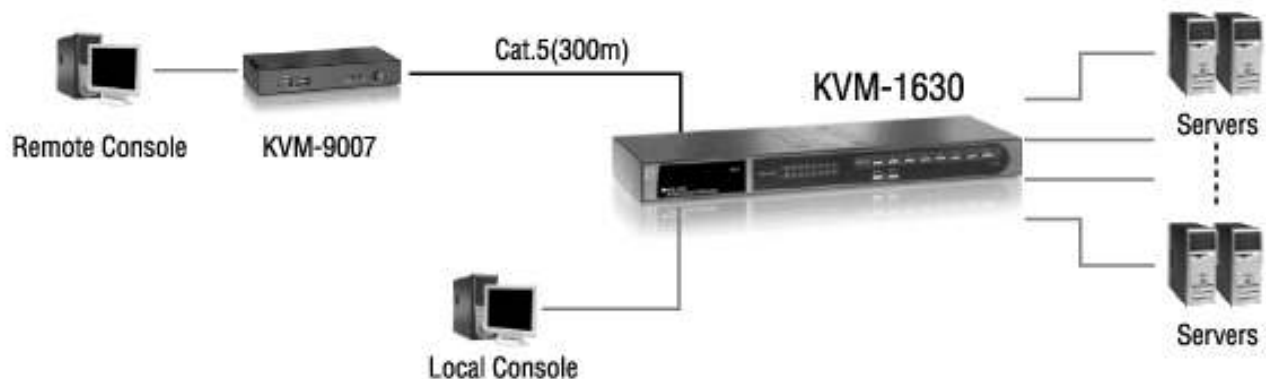 Cat.5(300m)
KVM-1630
Remote Console
KVM-9007
Servers
Local Console
Servers